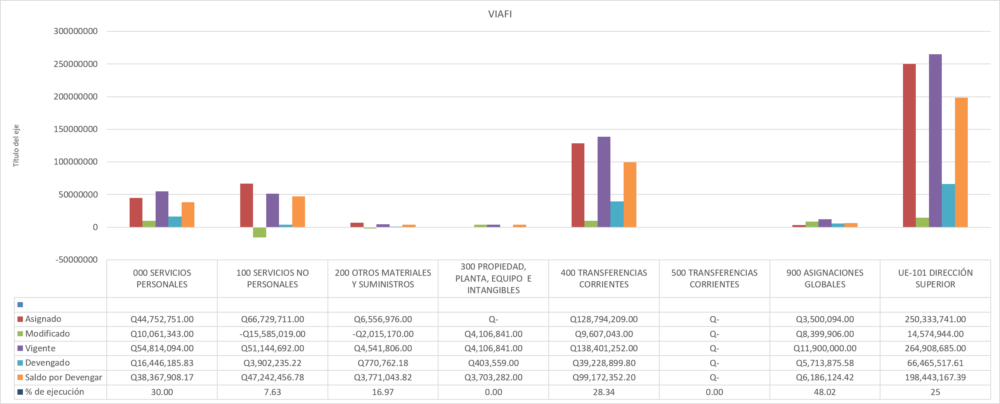 VIAFI
300000000
250000000
200000000
150000000
100000000
50000000
0
-50000000
Título del eje
000 SERVICIOS PERSONALES
100 SERVICIOS NO PERSONALES
200 OTROS MATERIALES Y SUMINISTROS
300 PROPIEDAD, PLANTA, EQUIPO E INTANGIBLES
400 TRANSFERENCIAS CORRIENTES
500 TRANSFERENCIAS CORRIENTES
900 ASIGNACIONES GLOBALES
UE-101 DIRECCIÓN SUPERIOR
Asignado Q44,752,751.00 Q66,729,711.00 Q6,556,976.00 Q- Q128,794,209.00 Q- Q3,500,094.00 250,333,741.00
Modificado Q10,061,343.00 -Q15,585,019.00 -Q2,015,170.00 Q4,106,841.00 Q9,607,043.00 Q- Q8,399,906.00 14,574,944.00
Vigente Q54,814,094.00 Q51,144,692.00 Q4,541,806.00 Q4,106,841.00 Q138,401,252.00 Q- Q11,900,000.00 264,908,685.00
Devengado Q16,446,185.83 Q3,902,235.22 Q770,762.18 Q403,559.00 Q39,228,899.80 Q- Q5,713,875.58 66,465,517.61
Saldo por Devengar Q38,367,908.17 Q47,242,456.78 Q3,771,043.82 Q3,703,282.00 Q99,172,352.20 Q- Q6,186,124.42 198,443,167.39
% de ejecución 30.00 7.63 16.97 0.00 28.34 0.00 48.02 25